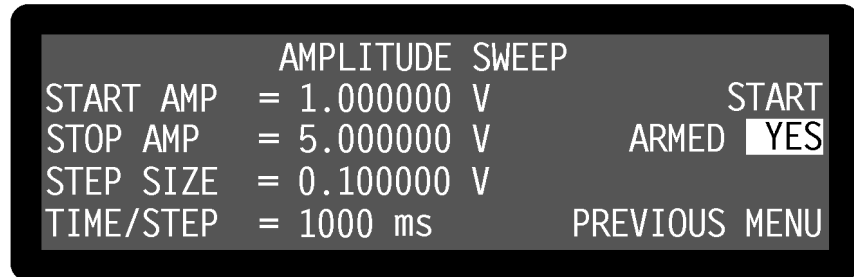 AMPLITUDE SWEEP
START AMP = 1.000000 V START
STOP AMP = 5.000000 V ARMED YES
STEP SIZE = 0.100000 V
TIME/STEP = 1000 ms PREVIOUS MENU